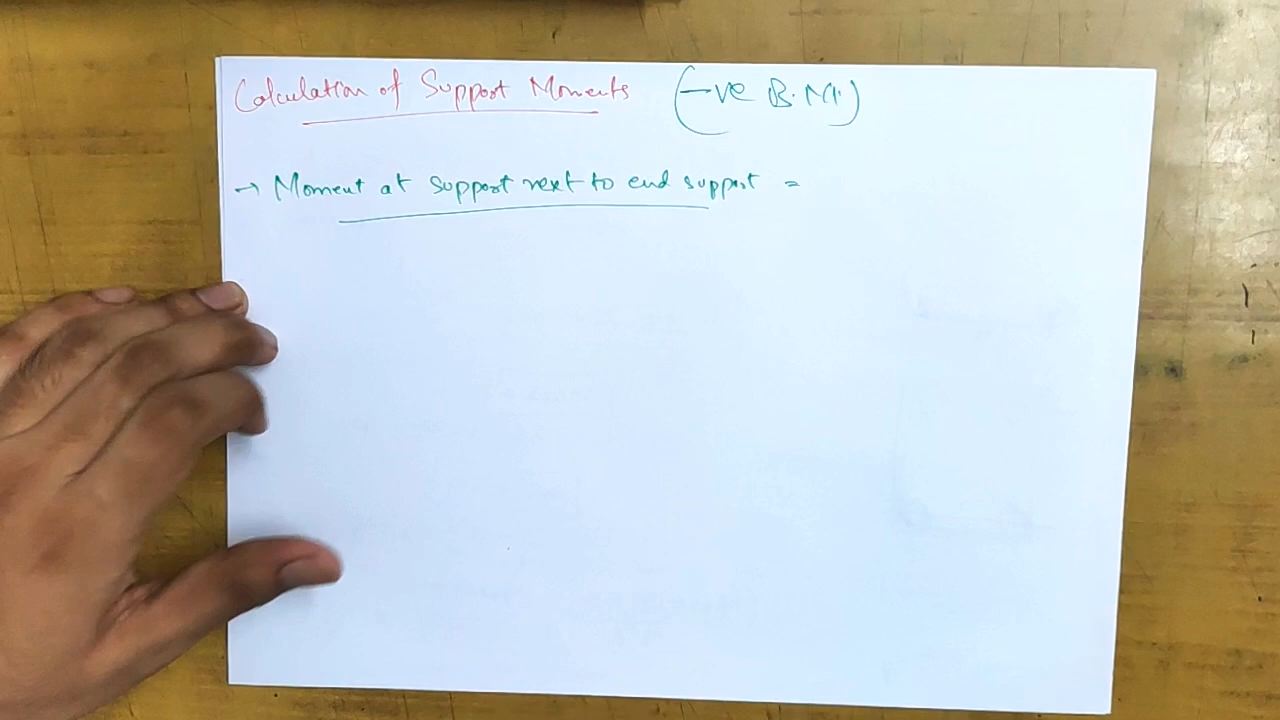 Calculation of Support Moments (-ve B.M.)
→ Moment at support next to end support =